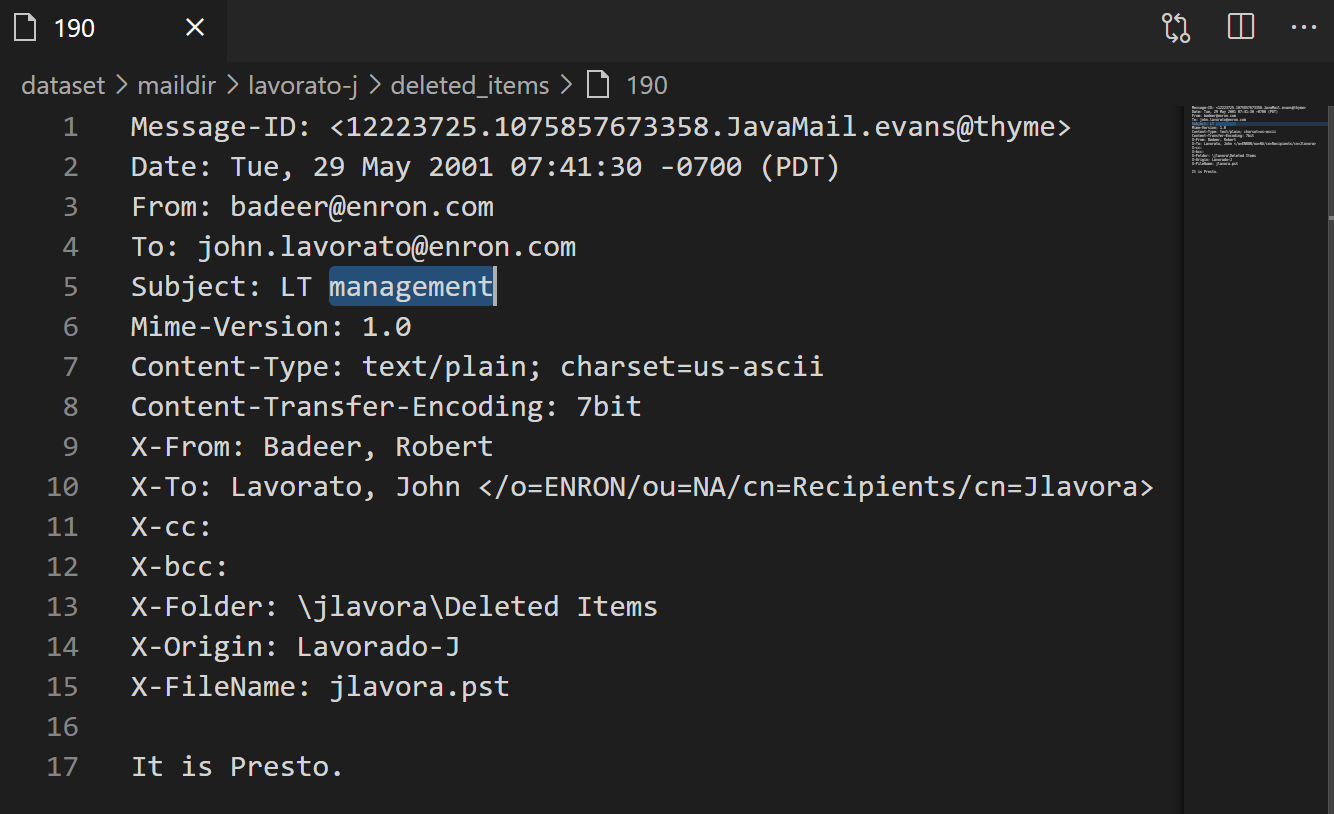 190
dataset > maildir > lavorato-j > deleted_items > 190
1 Message-ID: <12223725.1075857673358.JavaMail.evans@thyme>
2 Date: Tue, 29 May 2001 07:41:30 -0700 (PDT)
3 From: badeer@enron.com
4 To: john.lavorato@enron.com
5 Subject: LT management
6 Mime-Version: 1.0
7 Content-Type: text/plain; charset=us-ascii
8 Content-Transfer-Encoding: 7bit
9 X-From: Badeer, Robert
10 X-To: Lavorato, John </o=ENRON/ou=NA/cn=Recipients/cn=Jlavora>
11 X-cc:
12 X-bcc:
13 X-Folder: \jlavora\Deleted Items
14 X-Origin: Lavorado-J
15 X-FileName: jlavora.pst
16
17 It is Presto.